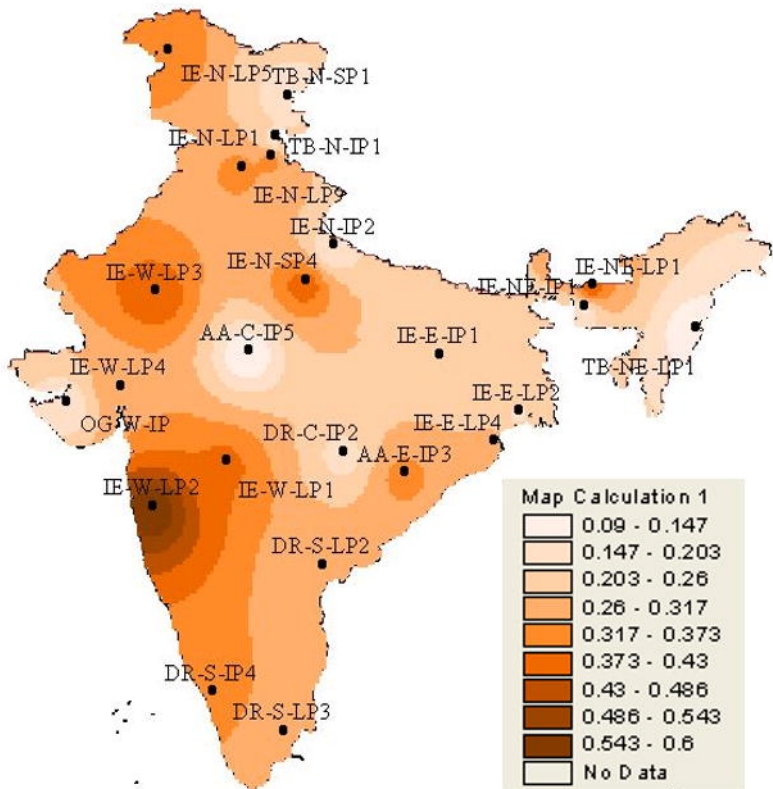 IE-N-LP5
TB-N-SP1
IE-N-LP1
TB-N-IP1
IE-N-LP9
IE-N-IP2
IE-W-LP3
IE-N-SP4
IE-NE-LP1
IE-NE-IP1
AA-C-IP5
IE-E-IP1
IE-W-LP4
TB-NE-LP1
OG-W-IP
IE-E-LP2
DR-C-IP2
IE-E-LP4
AA-E-IP3
IE-W-LP2
IE-W-LP1
DR-S-LP2
DR-S-IP4
DR-S-LP3
Map Calculation 1
0.09 - 0.147
0.147 - 0.203
0.203 - 0.26
0.26 - 0.317
0.317 - 0.373
0.373 - 0.43
0.43 - 0.486
0.486 - 0.543
0.543 - 0.6
No Data